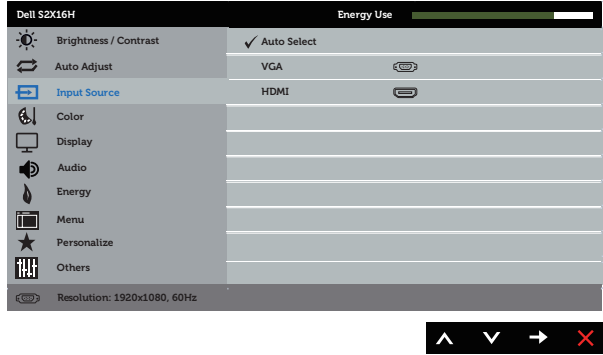 Dell S2X16H Energy Use
Brightness / Contrast Auto Select
Auto Adjust VGA
Input Source HDMI
Color
Display
Audio
Energy
Menu
Personalize
Others
Resolution: 1920x1080, 60Hz